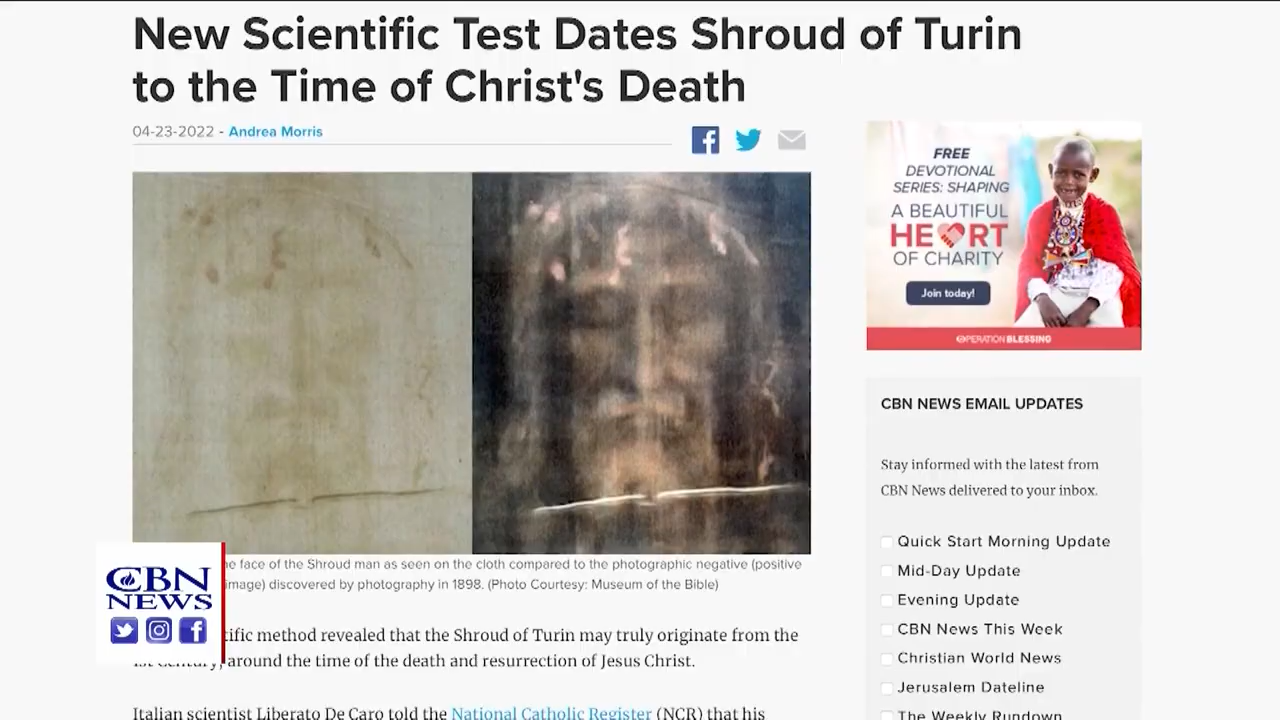 New Scientific Test Dates Shroud of Turin
to the Time of Christ's Death
04-23-2022 - Andrea Morris
FREE
DEVOTIONAL
SERIES: SHAPING
A BEAUTIFUL
HEART
OF CHARITY
Join today!
OPERATION BLESSING
he face of the Shroud man as seen on the cloth compared to the photographic negative (positive
image) discovered by photography in 1898. (Photo Courtesy: Museum of the Bible)
CBN
NEWS
tific method revealed that the Shroud of Turin may truly originate from the
1st Century, around the time of the death and resurrection of Jesus Christ.
Italian scientist Liberato De Caro told the National Catholic Register (NCR) that his
CBN NEWS EMAIL UPDATES
Stay informed with the latest from
CBN News delivered to your inbox.
Quick Start Morning Update
Mid-Day Update
Evening Update
CBN News This Week
Christian World News
Jerusalem Dateline
The Weekly Rundown